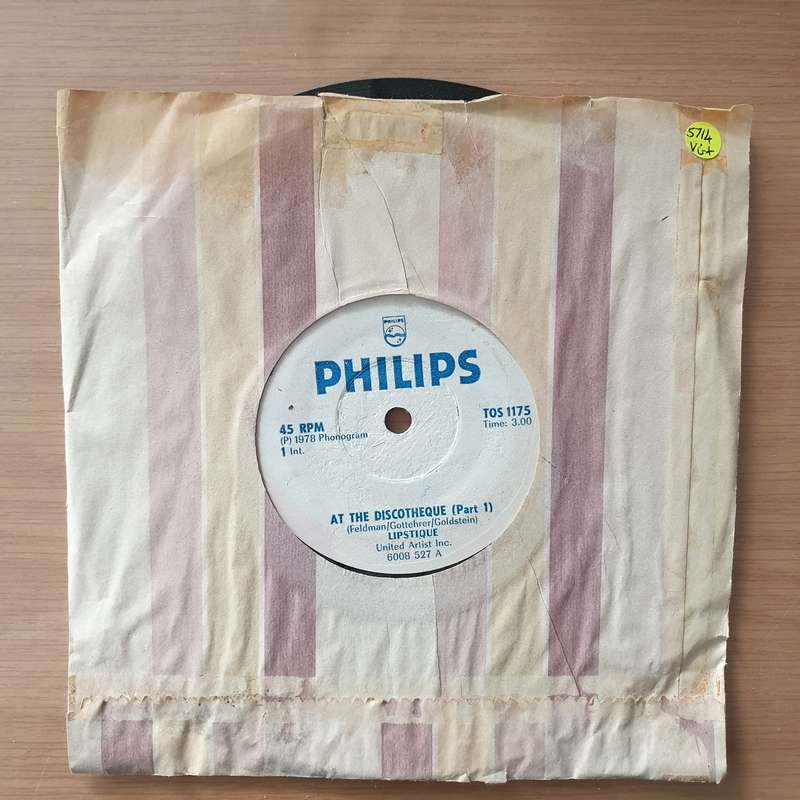 5714
VG+
PHILIPS
PHILIPS
45 RPM
(P) 1978 Phonogram
1 Int.
TOS 1175
Time: 3.00
AT THE DISCOTHEQUE (Part 1)
(Feldman/Gottehrer/Goldstein)
LIPSTIQUE
United Artist Inc.
6008 527 A